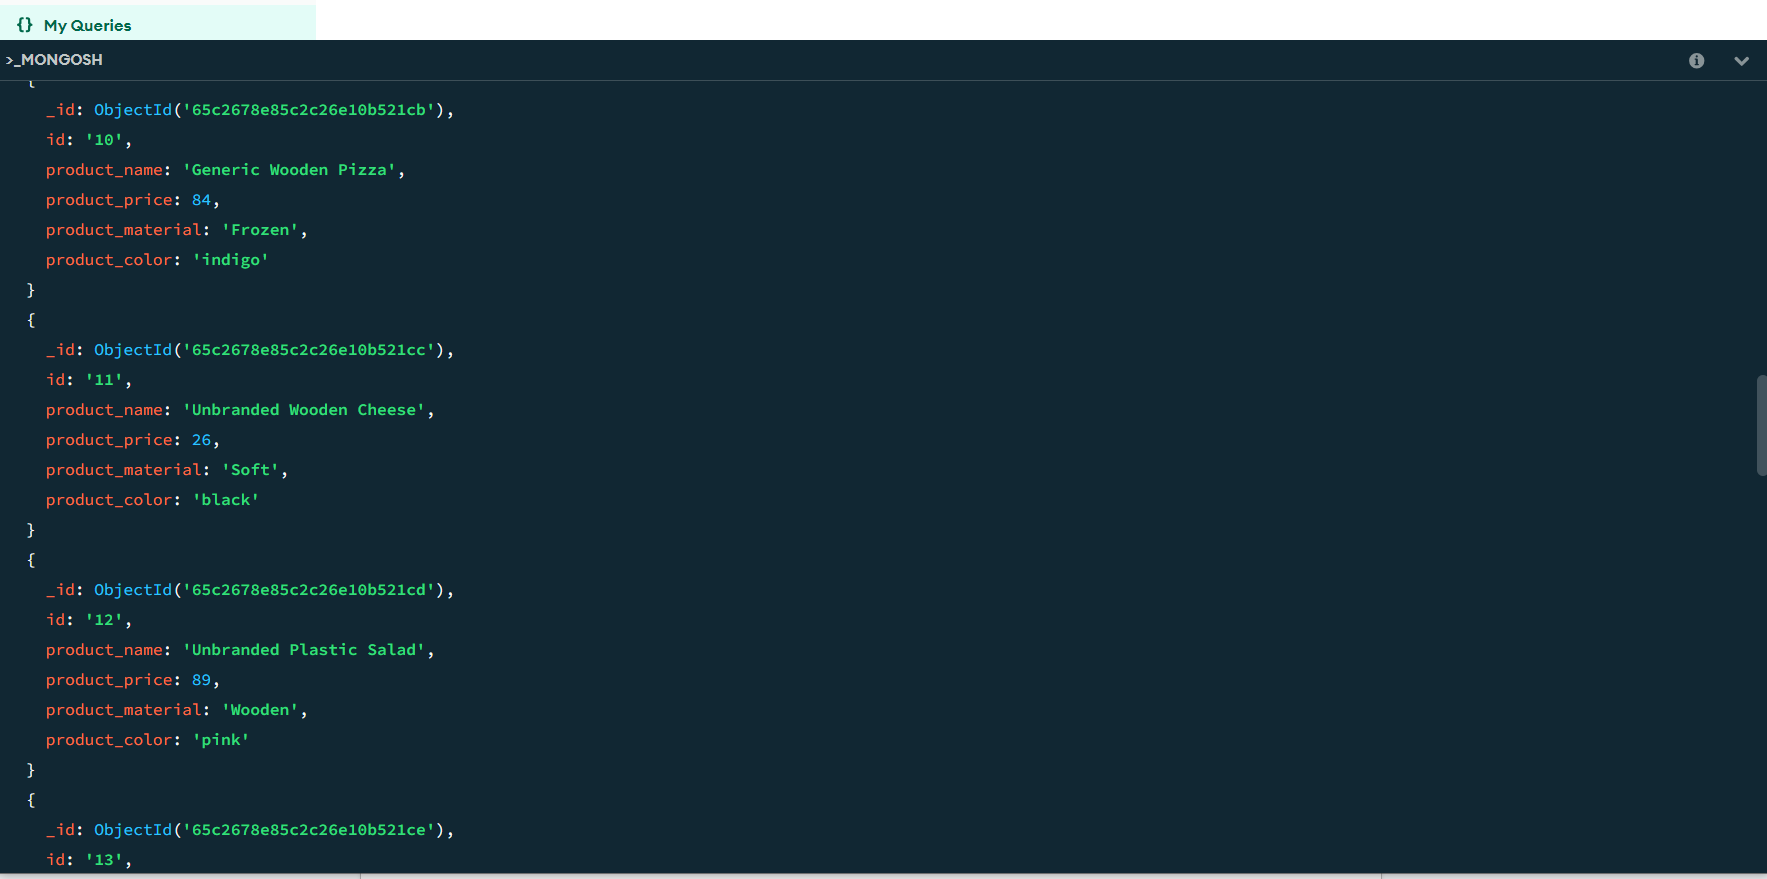 {} My Queries
>_MONGOSH
{
_id: ObjectId('65c2678e85c2c26e10b521cb'),
id: '10',
product_name: 'Generic Wooden Pizza',
product_price: 84,
product_material: 'Frozen',
product_color: 'indigo'
}
{
_id: ObjectId('65c2678e85c2c26e10b521cc'),
id: '11',
product_name: 'Unbranded Wooden Cheese',
product_price: 26,
product_material: 'Soft',
product_color: 'black'
}
{
_id: ObjectId('65c2678e85c2c26e10b521cd'),
id: '12',
product_name: 'Unbranded Plastic Salad',
product_price: 89,
product_material: 'Wooden',
product_color: 'pink'
}
{
_id: ObjectId('65c2678e85c2c26e10b521ce'),
id: '13',